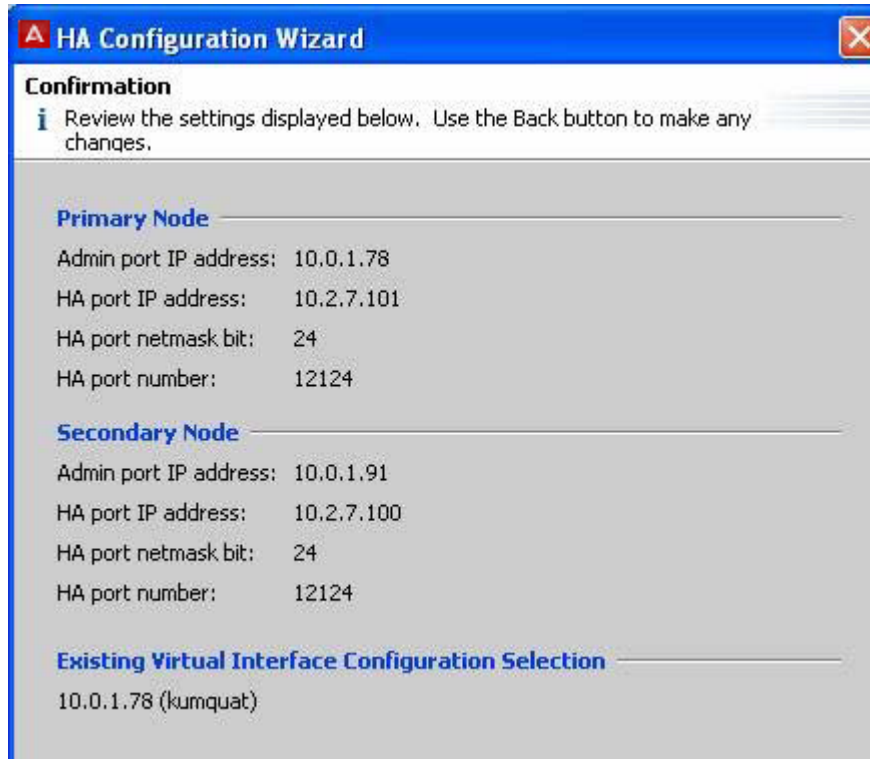 HA Configuration Wizard
Confirmation
i Review the settings displayed below. Use the Back button to make any
changes.
Primary Node
Admin port IP address: 10.0.1.78
HA port IP address: 10.2.7.101
HA port netmask bit: 24
HA port number: 12124
Secondary Node
Admin port IP address: 10.0.1.91
HA port IP address: 10.2.7.100
HA port netmask bit: 24
HA port number: 12124
Existing Virtual Interface Configuration Selection
10.0.1.78 (kumquat)